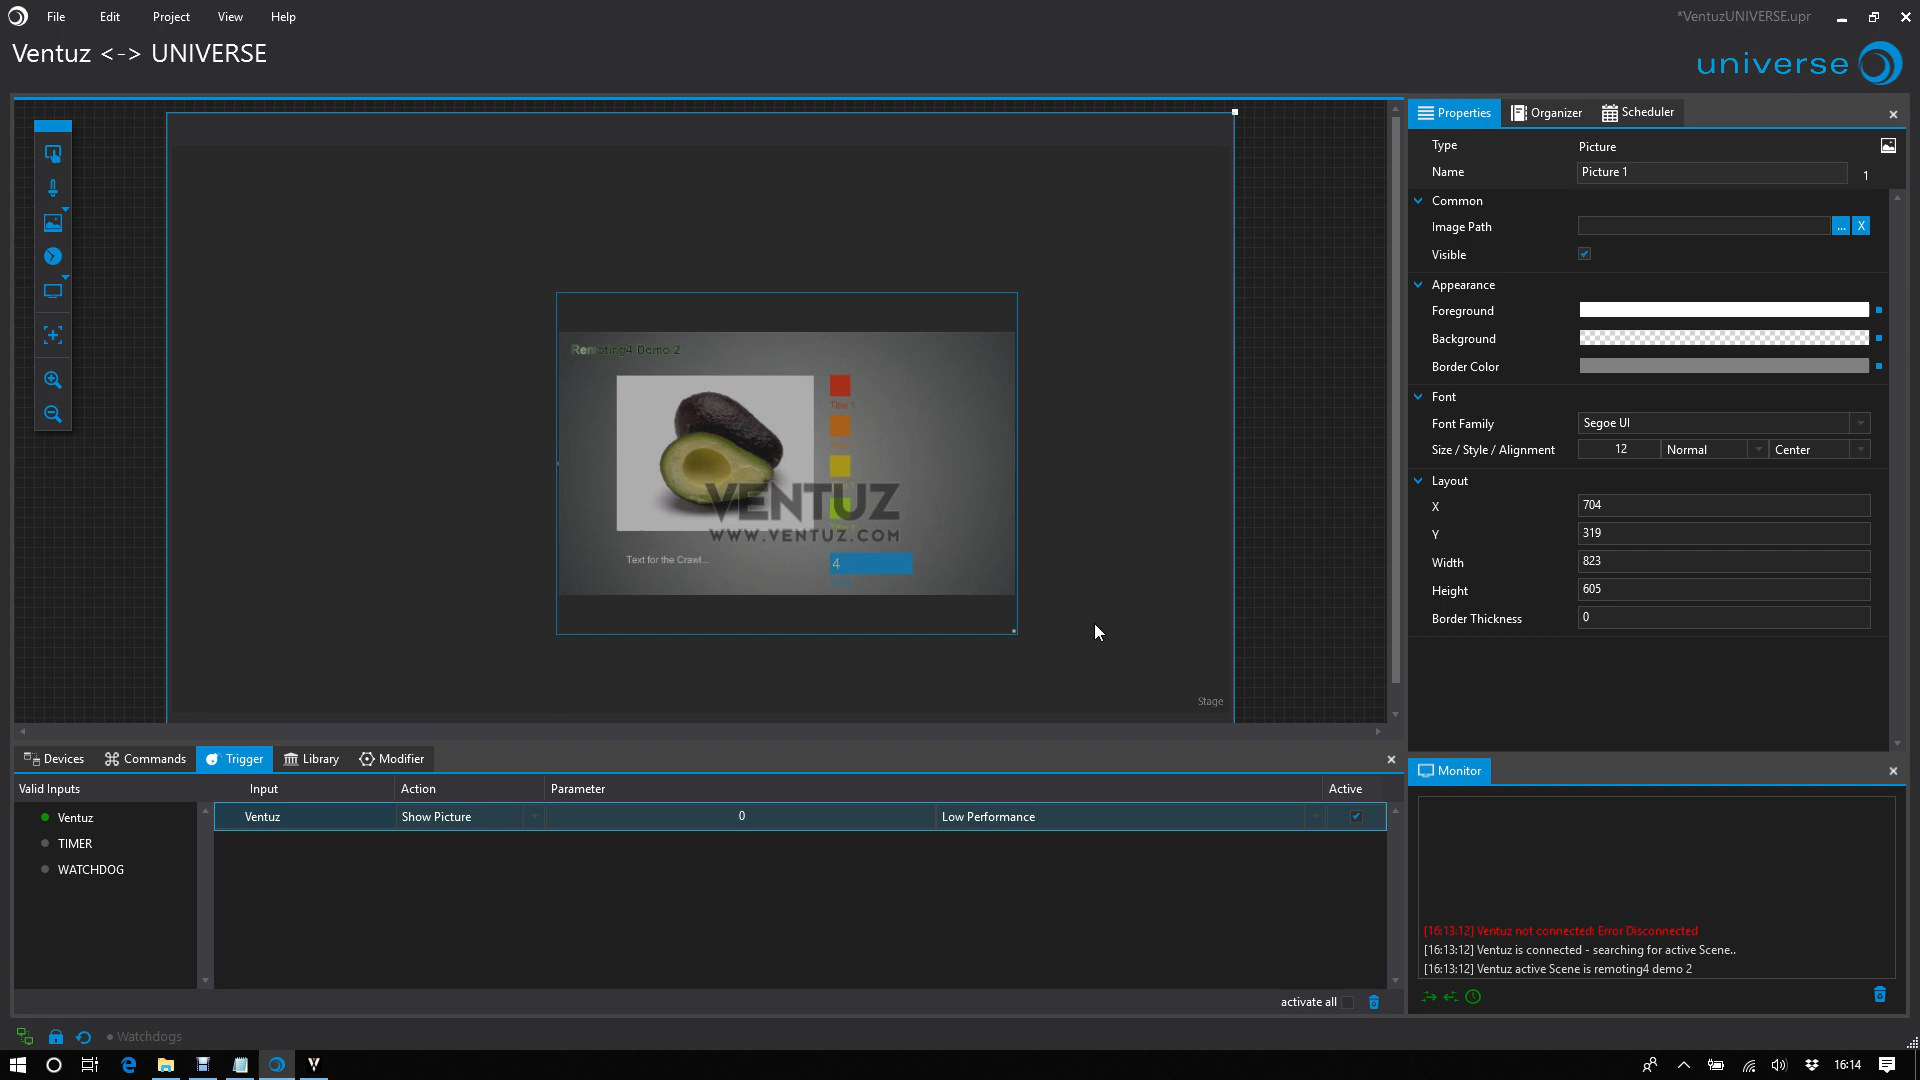 File Edit Project View Help
*VentuzUNIVERSE.upr
Ventuz <-> UNIVERSE
universe
Properties Organizer Scheduler
Type Picture
Name Picture 1 1
Common
Image Path ... X
Visible
Appearance
Foreground
Background
Border Color
Font
Font Family Segoe UI
Size / Style / Alignment 12 Normal Center
Layout
X 704
Y 319
Width 823
Height 605
Border Thickness 0
Remoting4 Demo 2
Title 1
VENTUZ
WWW.VENTUZ.COM
Text for the Crawl...
4
Stage
Devices Commands Trigger Library Modifier
Valid Inputs Input Action Parameter Active
Ventuz
TIMER
WATCHDOG
Ventuz Show Picture 0 Low Performance
activate all
Monitor
[16:13:12] Ventuz not connected: Error Disconnected
[16:13:12] Ventuz is connected - searching for active Scene..
[16:13:12] Ventuz active Scene is remoting4 demo 2
Watchdogs
16:14